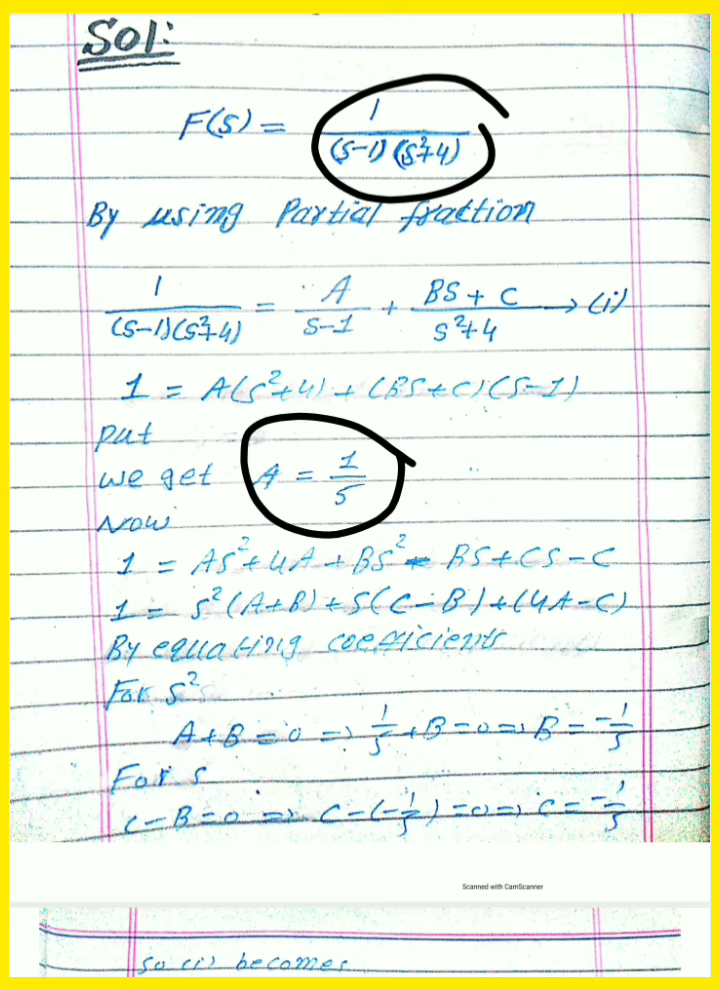 Sol:
F(S) = 1/((S-1)(S²+4))
By using Partial fraction
1/((S-1)(S²+4)) = A/(S-1) + (BS+C)/(S²+4) → (i)
1 = A(S²+4) + (BS+C)(S-1)
put
we get A = 1/5
Now
1 = AS²+4A+BS²-BS+CS-C
1 = S²(A+B)+S(C-B)+(4A-C)
By equating coefficients
For S²
A+B=0 => 1/5+B=0=>B=-1/5
For S
C-B=0 => C-(-1/5)=0=>C=-1/5
Scanned with CamScanner
So (i) becomes